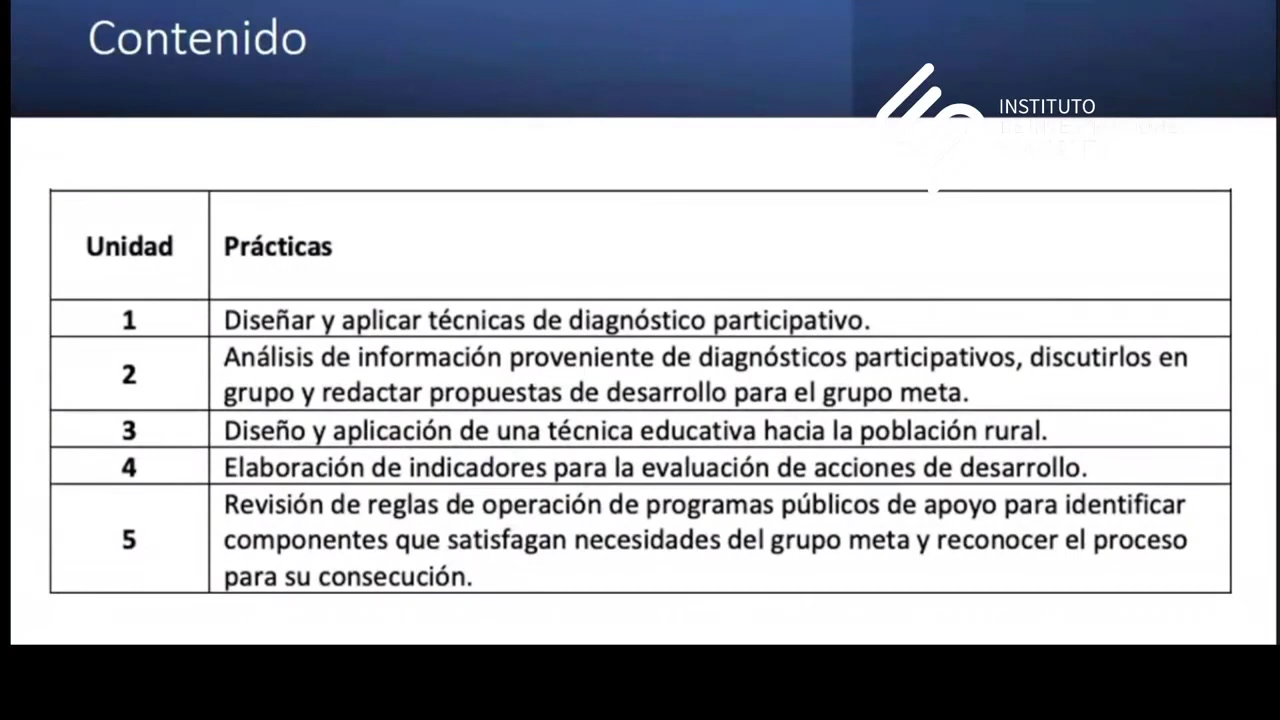 Contenido
INSTITUTO
Unidad
Prácticas
1
Diseñar y aplicar técnicas de diagnóstico participativo.
2
Análisis de información proveniente de diagnósticos participativos, discutirlos en
grupo y redactar propuestas de desarrollo para el grupo meta.
3
Diseño y aplicación de una técnica educativa hacia la población rural.
4
Elaboración de indicadores para la evaluación de acciones de desarrollo.
5
Revisión de reglas de operación de programas públicos de apoyo para identificar
componentes que satisfagan necesidades del grupo meta y reconocer el proceso
para su consecución.